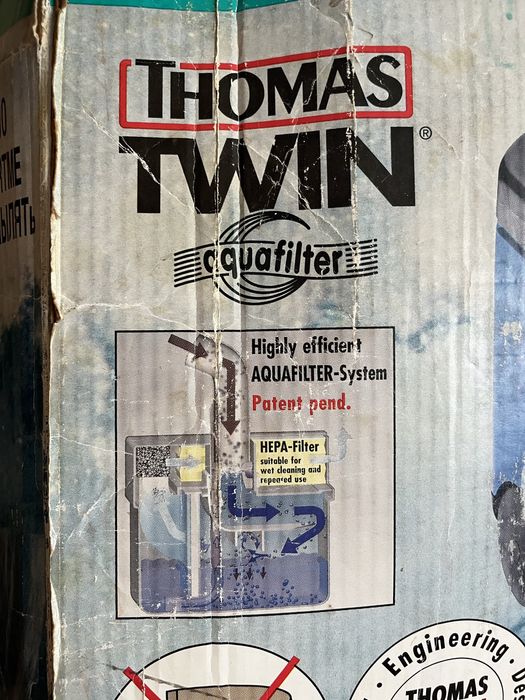 THOMAS
TWIN®
aquafilter
Highly efficient
AQUAFILTER-System
Patent pend.
HEPA-Filter
suitable for
wet cleaning and
repeated use
· Engineering ·
THOMAS